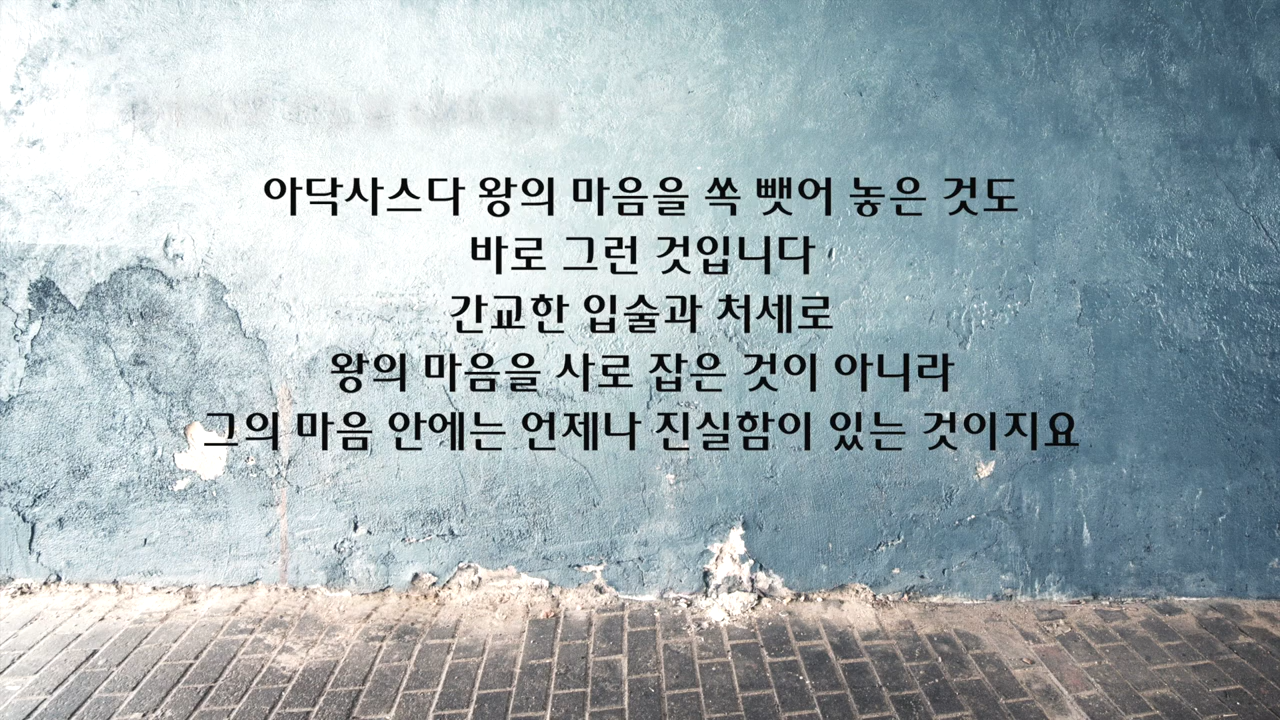 아닥사스다 왕의 마음을 쏙 뺏어 놓은 것도
바로 그런 것입니다
간교한 입술과 처세로
왕의 마음을 사로 잡은 것이 아니라
그의 마음 안에는 언제나 진실함이 있는 것이지요